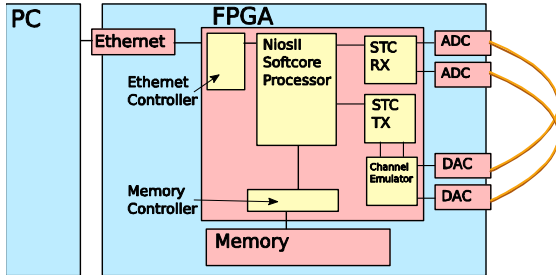 PC
FPGA
Ethernet
NiosII
Softcore
Processor
STC
RX
ADC
ADC
Ethernet
Controller
STC
TX
Channel
Emulator
DAC
DAC
Memory
Controller
Memory